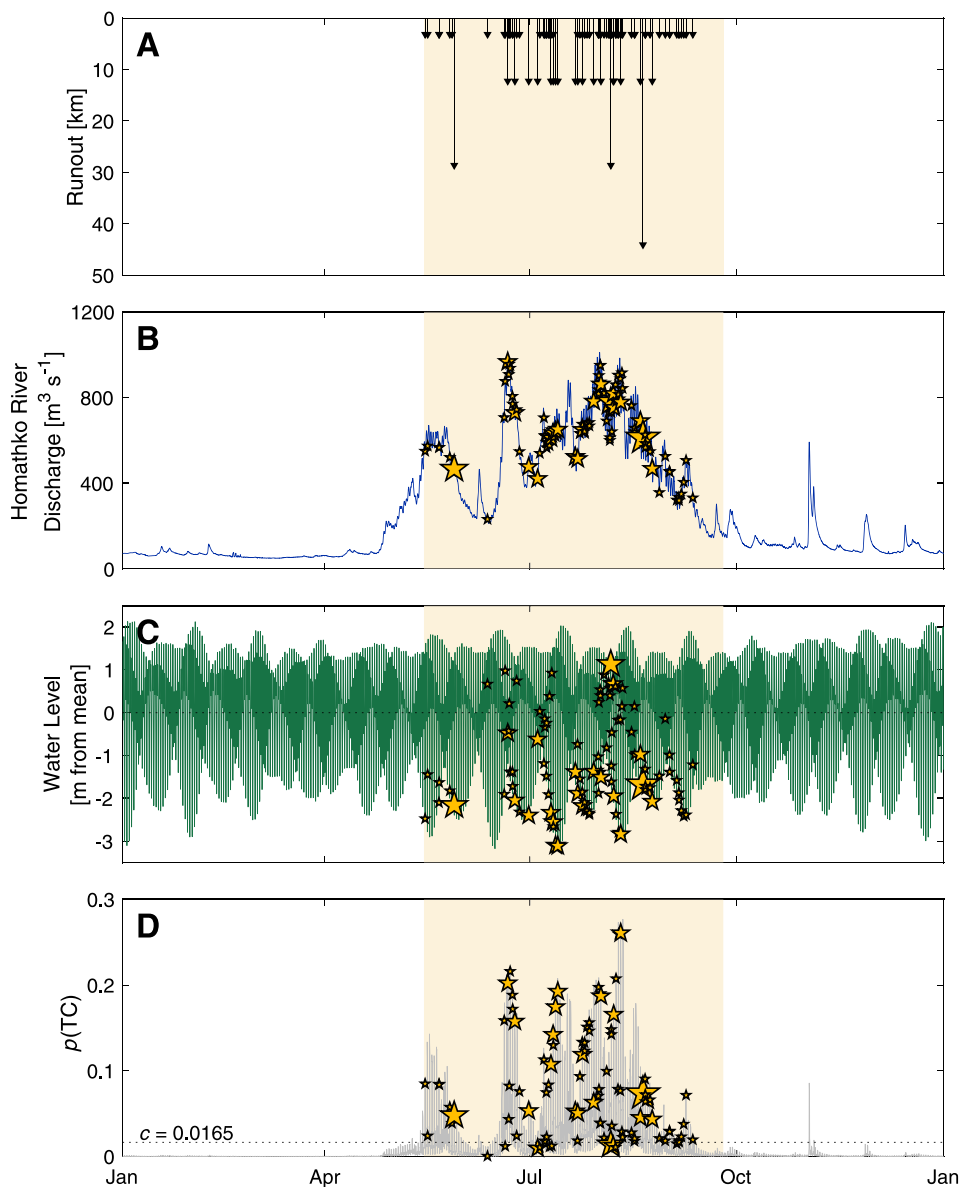 A
0
10
20
30
40
50
Runout [km]
B
1200
800
400
0
Homathko River
Discharge [m³ s⁻¹]
C
2
1
0
-1
-2
-3
Water Level
[m from mean]
D
0.3
0.2
0.1
0
p(TC)
c = 0.0165
Jan Apr Jul Oct Jan